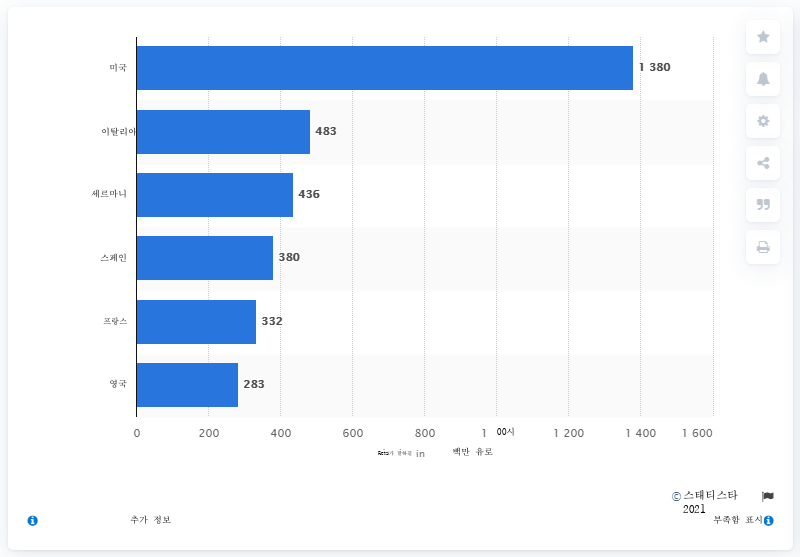 미국
1 380
이탈리아
483
세르마니
436
스페인
380
프랑스
332
영국
283
0 200 400 600 800 1 00시 1 200 1 400 1 600
in 백만 유로
© 스태티스타
2021
추가 정보
부족함 표시